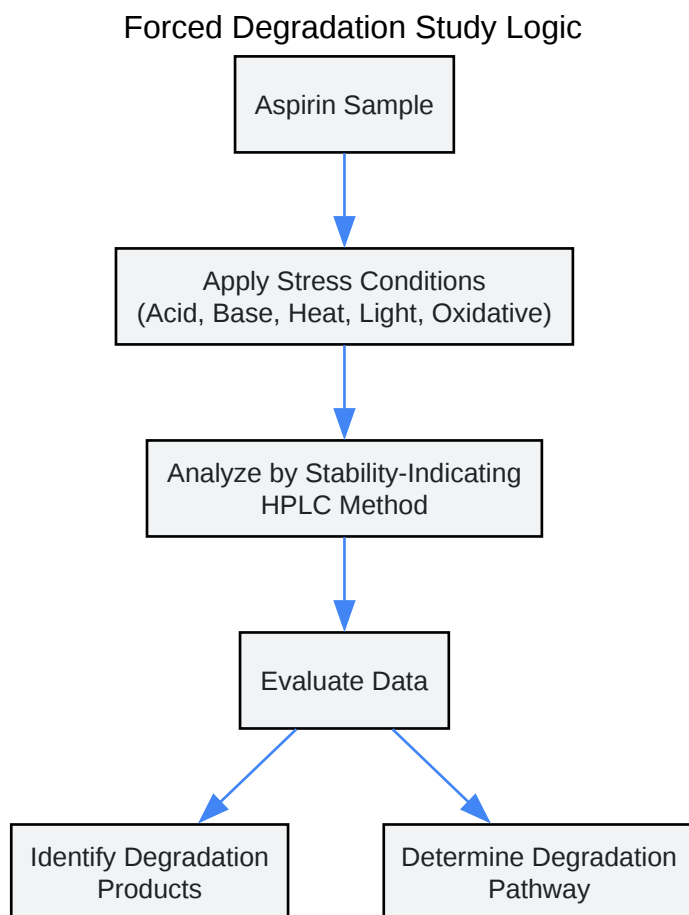 Forced Degradation Study Logic
Aspirin Sample
Apply Stress Conditions
(Acid, Base, Heat, Light, Oxidative)
Analyze by Stability-Indicating
HPLC Method
Evaluate Data
Identify Degradation
Products
Determine Degradation
Pathway